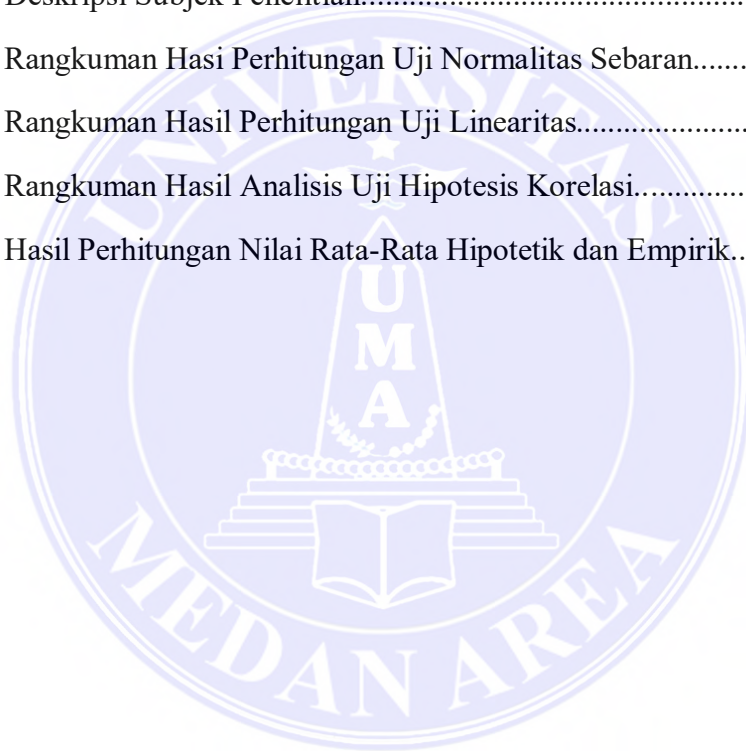 Deskripsi Subjek Penelitian..................................................
Rangkuman Hasi Perhitungan Uji Normalitas Sebaran.......
Rangkuman Hasil Perhitungan Uji Linearitas.....................
Rangkuman Hasil Analisis Uji Hipotesis Korelasi..............
Hasil Perhitungan Nilai Rata-Rata Hipotetik dan Empirik..
UNIVERSITAS
UMA
MEDAN AREA